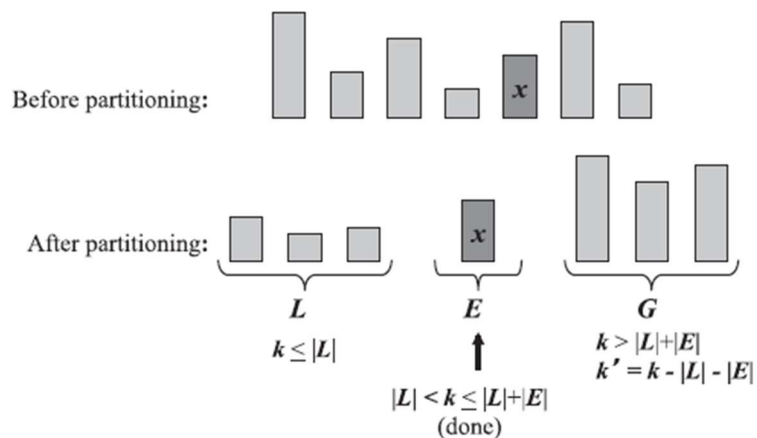 Before partitioning:
x
After partitioning:
x
L
E
G
k ≤ |L|
k > |L|+|E|
k' = k - |L| - |E|
|L| < k ≤ |L|+|E|
(done)